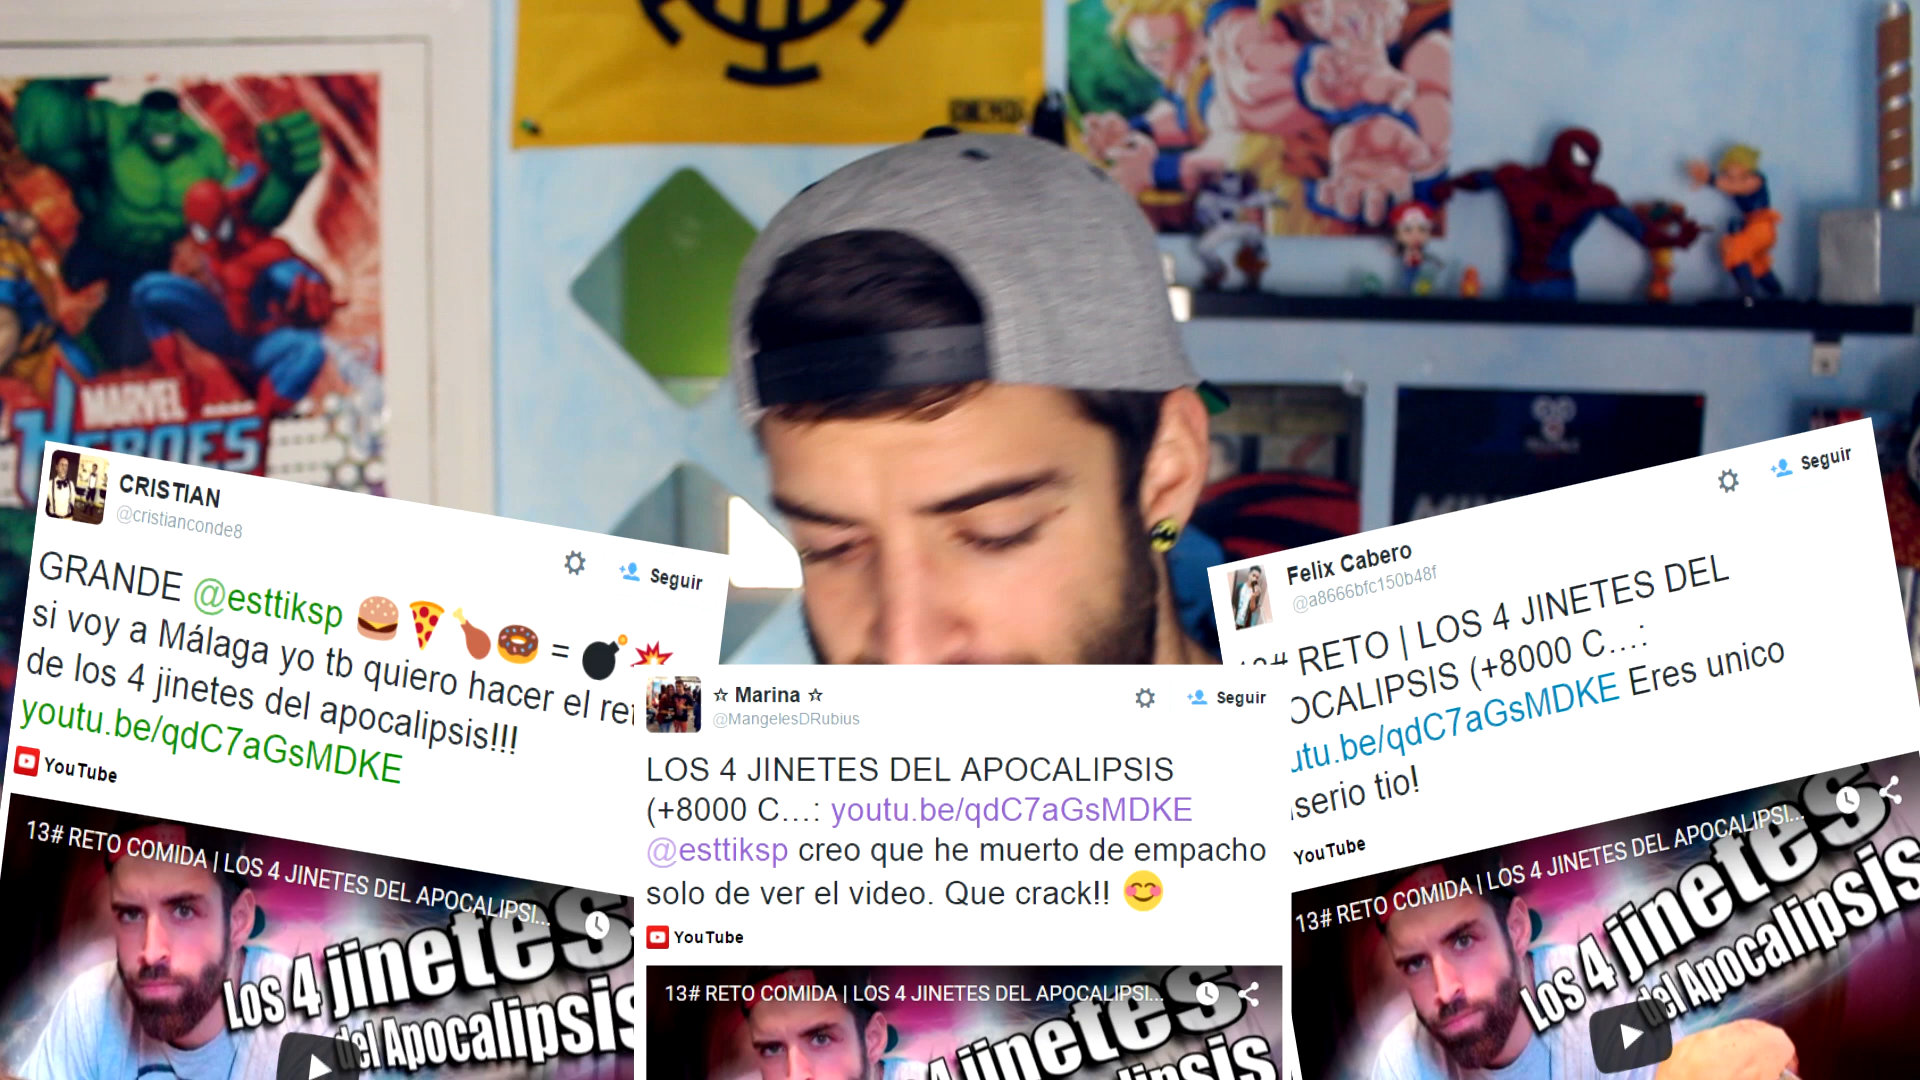 MARVEL
HEROES
CRISTIAN
@cristianconde8
Seguir
GRANDE @esttiksp 🍔🍕🍗🍩 = 💣💥
si voy a Málaga yo tb quiero hacer el
de los 4 jinetes del apocalipsis!!!
youtu.be/qdC7aGsMDKE
YouTube
13# RETO COMIDA | LOS 4 JINETES DEL APOCALIPSI...
Los 4 jinetes
del Apocalipsis
☆ Marina ☆
@MangelesDRubius
Seguir
LOS 4 JINETES DEL APOCALIPSIS
(+8000 C…: youtu.be/qdC7aGsMDKE
@esttiksp creo que he muerto de empacho
solo de ver el video. Que crack!! 😊
YouTube
13# RETO COMIDA | LOS 4 JINETES DEL APOCALIPSI...
4 jinetes
Felix Cabero
@a8666bfc150b48f
Seguir
RETO | LOS 4 JINETES DEL
OCALIPSIS (+8000 C…:
utu.be/qdC7aGsMDKE Eres unico
serio tio!
YouTube
13# RETO COMIDA | LOS 4 JINETES DEL APOCALIPSI...
Los 4 jinetes
del Apocalipsis